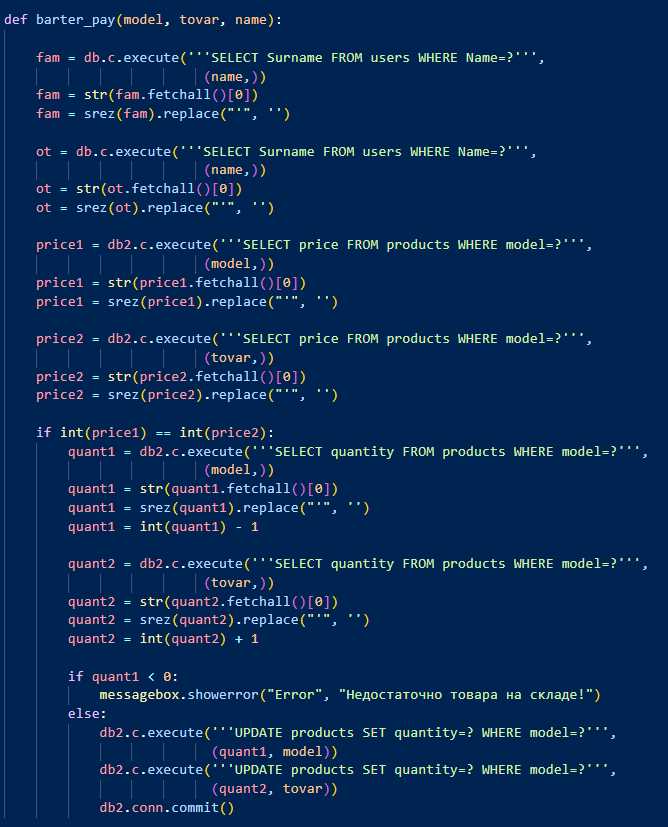 def barter_pay(model, tovar, name):
fam = db.c.execute('''SELECT Surname FROM users WHERE Name=?''',
(name,))
fam = str(fam.fetchall()[0])
fam = srez(fam).replace("'", '')
ot = db.c.execute('''SELECT Surname FROM users WHERE Name=?''',
(name,))
ot = str(ot.fetchall()[0])
ot = srez(ot).replace("'", '')
price1 = db2.c.execute('''SELECT price FROM products WHERE model=?''',
(model,))
price1 = str(price1.fetchall()[0])
price1 = srez(price1).replace("'", '')
price2 = db2.c.execute('''SELECT price FROM products WHERE model=?''',
(tovar,))
price2 = str(price2.fetchall()[0])
price2 = srez(price2).replace("'", '')
if int(price1) == int(price2):
quant1 = db2.c.execute('''SELECT quantity FROM products WHERE model=?''',
(model,))
quant1 = str(quant1.fetchall()[0])
quant1 = srez(quant1).replace("'", '')
quant1 = int(quant1) - 1
quant2 = db2.c.execute('''SELECT quantity FROM products WHERE model=?''',
(tovar,))
quant2 = str(quant2.fetchall()[0])
quant2 = srez(quant2).replace("'", '')
quant2 = int(quant2) + 1
if quant1 < 0:
messagebox.showerror("Error", "Недостаточно товара на складе!")
else:
db2.c.execute('''UPDATE products SET quantity=? WHERE model=?''',
(quant1, model))
db2.c.execute('''UPDATE products SET quantity=? WHERE model=?''',
(quant2, tovar))
db2.conn.commit()